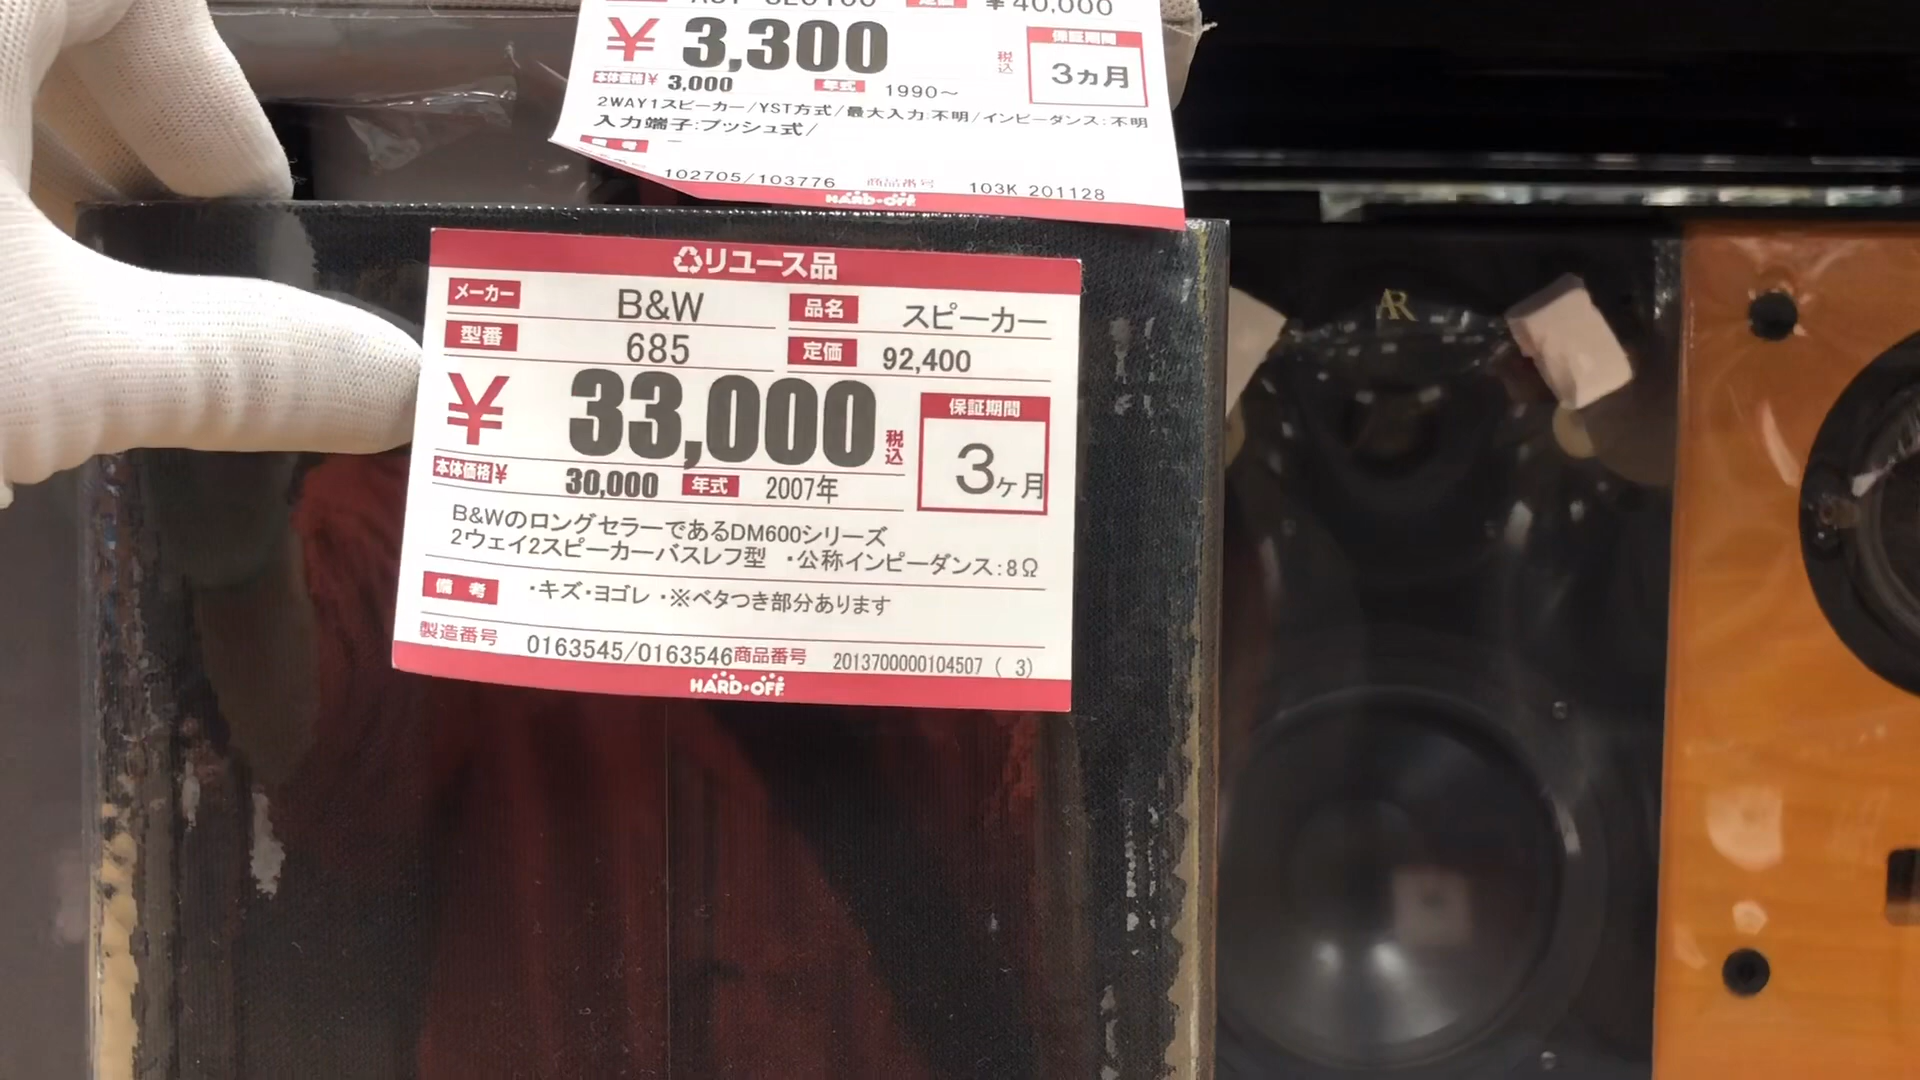 定価 ¥40,000
¥ 3,300 税込 保証期間 3ヵ月
本体価格¥ 3,000 年式 1990～
2WAY1スピーカー/YST方式/最大入力:不明/インピーダンス:不明
入力端子:プッシュ式/
備考 －
102705/103776 商品番号 103K 201128
HARD・OFF
リユース品
メーカー B&W 品名 スピーカー
型番 685 定価 92,400
¥ 33,000 税込 保証期間 3ヶ月
本体価格¥ 30,000 年式 2007年
B&WのロングセラーであるDM600シリーズ
2ウェイ2スピーカーバスレフ型 ・公称インピーダンス:8Ω
備考 ・キズ・ヨゴレ ・※ベタつき部分あります
製造番号 0163545/0163546 商品番号 2013700000104507 ( 3)
HARD・OFF
AR